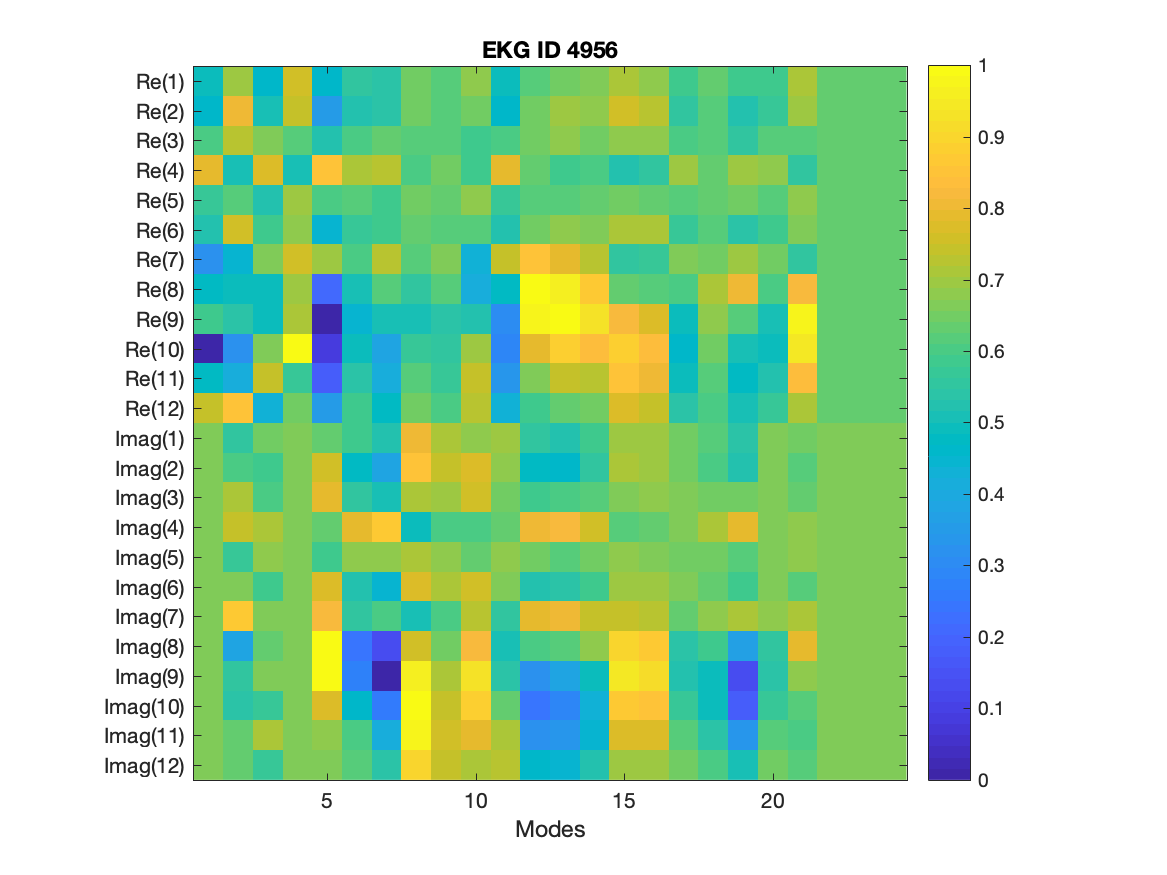 EKG ID 4956
Re(1)
Re(2)
Re(3)
Re(4)
Re(5)
Re(6)
Re(7)
Re(8)
Re(9)
Re(10)
Re(11)
Re(12)
Imag(1)
Imag(2)
Imag(3)
Imag(4)
Imag(5)
Imag(6)
Imag(7)
Imag(8)
Imag(9)
Imag(10)
Imag(11)
Imag(12)
5 10 15 20
Modes
1
0.9
0.8
0.7
0.6
0.5
0.4
0.3
0.2
0.1
0